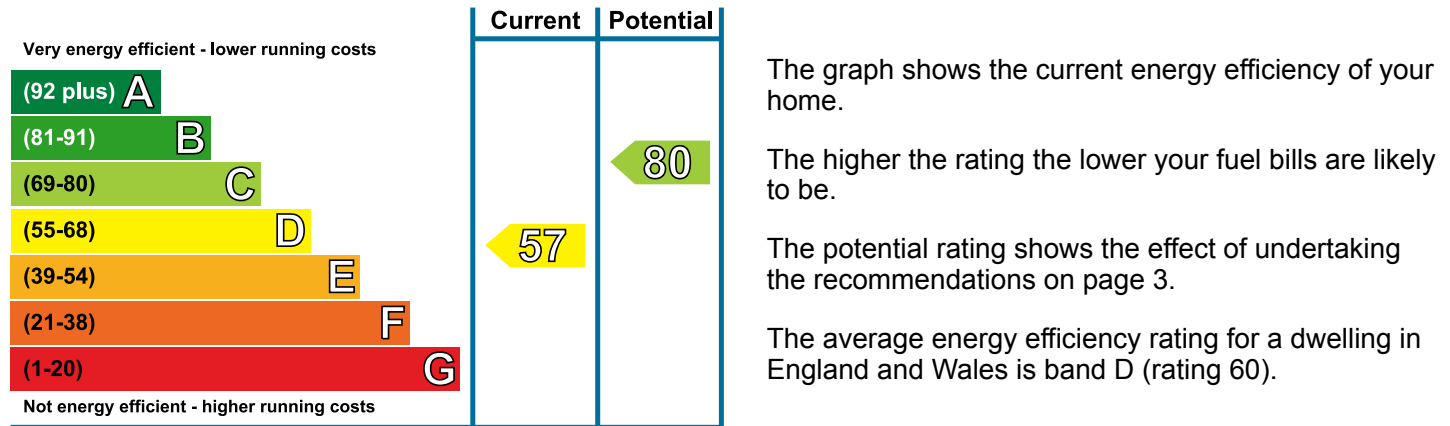 Current Potential
Very energy efficient - lower running costs
(92 plus) A
(81-91) B
(69-80) C
(55-68) D
(39-54) E
(21-38) F
(1-20) G
Not energy efficient - higher running costs
80
57
The graph shows the current energy efficiency of your
home.
The higher the rating the lower your fuel bills are likely
to be.
The potential rating shows the effect of undertaking
the recommendations on page 3.
The average energy efficiency rating for a dwelling in
England and Wales is band D (rating 60).